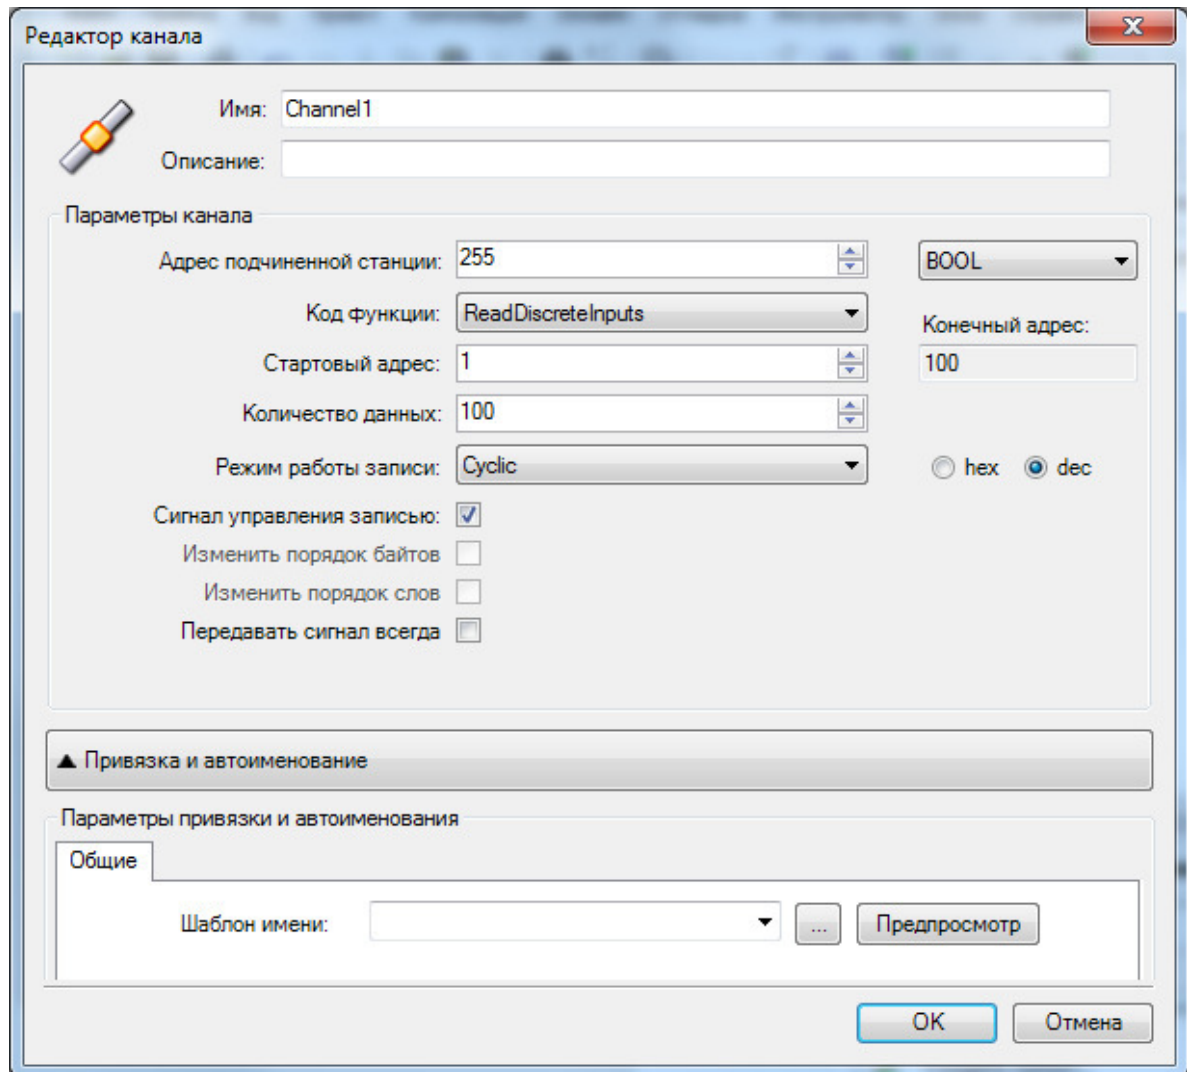 Редактор канала
Имя: Channel1
Описание:
Параметры канала
Адрес подчиненной станции: 255 BOOL
Код функции: ReadDiscreteInputs
Конечный адрес:
Стартовый адрес: 1 100
Количество данных: 100
Режим работы записи: Cyclic hex dec
Сигнал управления записью:
Изменить порядок байтов
Изменить порядок слов
Передавать сигнал всегда
Привязка и автоименование
Параметры привязки и автоименования
Общие
Шаблон имени: ... Предпросмотр
OK Отмена